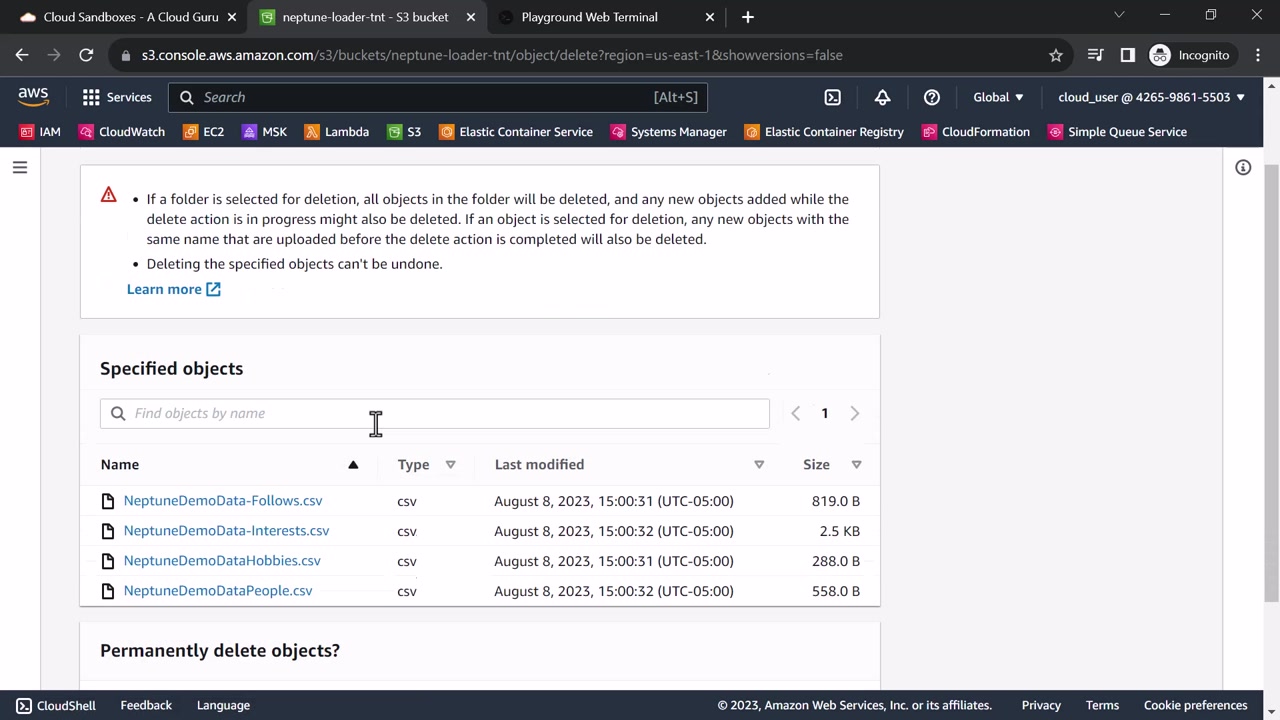 Cloud Sandboxes - A Cloud Guru
neptune-loader-tnt - S3 bucket
Playground Web Terminal
s3.console.aws.amazon.com/s3/buckets/neptune-loader-tnt/object/delete?region=us-east-1&showversions=false
Incognito
aws
Services
Search
[Alt+S]
Global
cloud_user @ 4265-9861-5503
IAM
CloudWatch
EC2
MSK
Lambda
S3
Elastic Container Service
Systems Manager
Elastic Container Registry
CloudFormation
Simple Queue Service
• If a folder is selected for deletion, all objects in the folder will be deleted, and any new objects added while the
delete action is in progress might also be deleted. If an object is selected for deletion, any new objects with the
same name that are uploaded before the delete action is completed will also be deleted.
• Deleting the specified objects can't be undone.
Learn more
Specified objects
Find objects by name
1
Name Type Last modified Size
NeptuneDemoData-Follows.csv csv August 8, 2023, 15:00:31 (UTC-05:00) 819.0 B
NeptuneDemoData-Interests.csv csv August 8, 2023, 15:00:32 (UTC-05:00) 2.5 KB
NeptuneDemoDataHobbies.csv csv August 8, 2023, 15:00:31 (UTC-05:00) 288.0 B
NeptuneDemoDataPeople.csv csv August 8, 2023, 15:00:32 (UTC-05:00) 558.0 B
Permanently delete objects?
CloudShell
Feedback
Language
© 2023, Amazon Web Services, Inc. or its affiliates.
Privacy
Terms
Cookie preferences